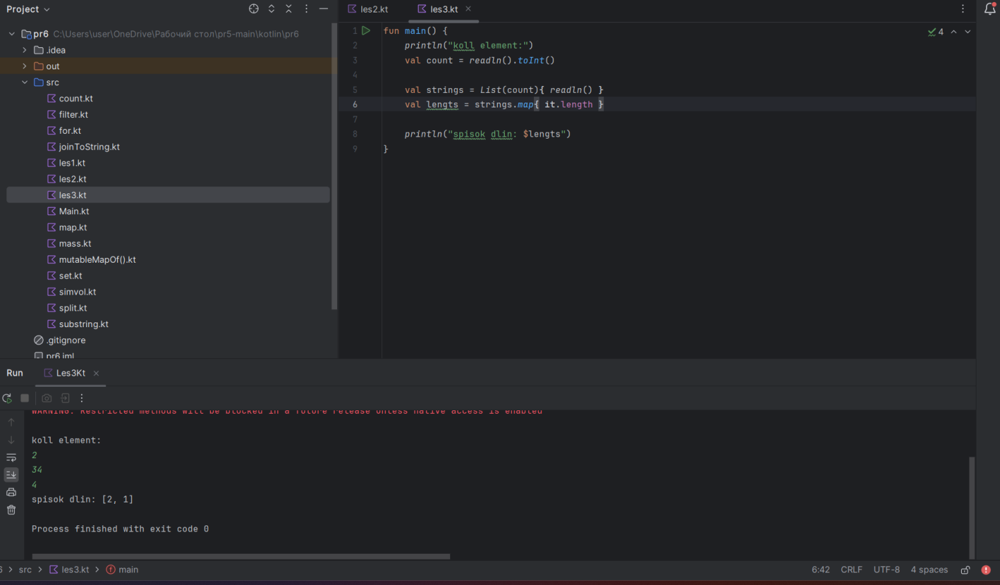 Project
les2.kt
les3.kt
pr6 C:\Users\user\OneDrive\Рабочий стол\pr5-main\kotlin\pr6
.idea
out
src
count.kt
filter.kt
for.kt
joinToString.kt
les1.kt
les2.kt
les3.kt
Main.kt
map.kt
mass.kt
mutableMapOf().kt
set.kt
simvol.kt
split.kt
substring.kt
.gitignore
pr6.iml
4
1 fun main() {
2 println("koll element:")
3 val count = readln().toInt()
4
5 val strings = List(count){ readln() }
6 val lengts = strings.map{ it.length }
7
8 println("spisok dlin: $lengts")
9 }
Run
Les3Kt
WARNING: Restricted methods will be blocked in a future release unless native access is enabled
koll element:
2
34
4
spisok dlin: [2, 1]
Process finished with exit code 0
6 > src > les3.kt > main
6:42 CRLF UTF-8 4 spaces